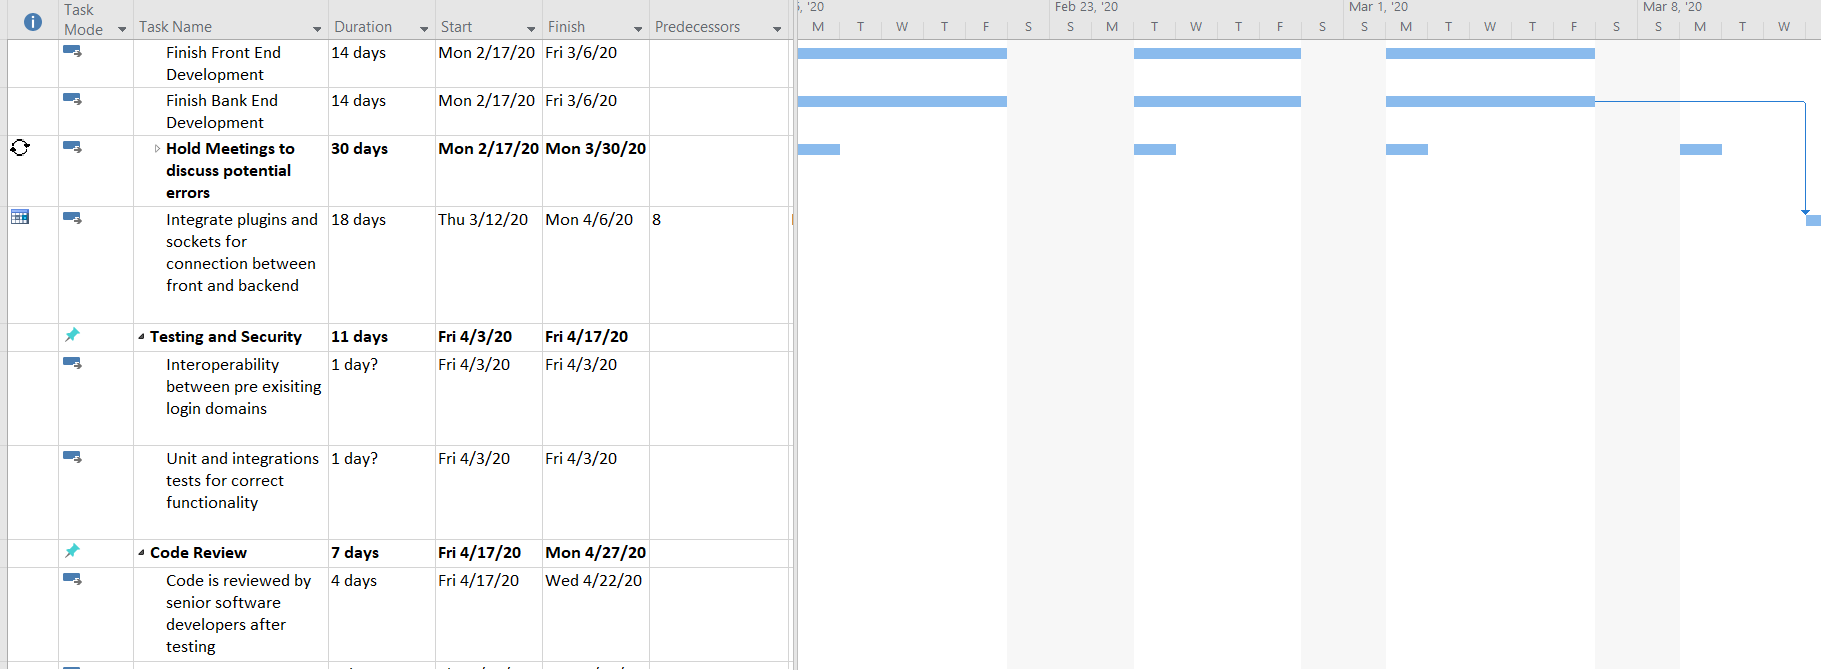 Task Mode Task Name Duration Start Finish Predecessors
Finish Front End Development 14 days Mon 2/17/20 Fri 3/6/20
Finish Bank End Development 14 days Mon 2/17/20 Fri 3/6/20
Hold Meetings to discuss potential errors 30 days Mon 2/17/20 Mon 3/30/20
Integrate plugins and sockets for connection between front and backend 18 days Thu 3/12/20 Mon 4/6/20 8
Testing and Security 11 days Fri 4/3/20 Fri 4/17/20
Interoperability between pre exisiting login domains 1 day? Fri 4/3/20 Fri 4/3/20
Unit and integrations tests for correct functionality 1 day? Fri 4/3/20 Fri 4/3/20
Code Review 7 days Fri 4/17/20 Mon 4/27/20
Code is reviewed by senior software developers after testing 4 days Fri 4/17/20 Wed 4/22/20
, '20 Feb 23, '20 Mar 1, '20 Mar 8, '20
M T W T F S S M T W T F S S M T W T F S S M T W